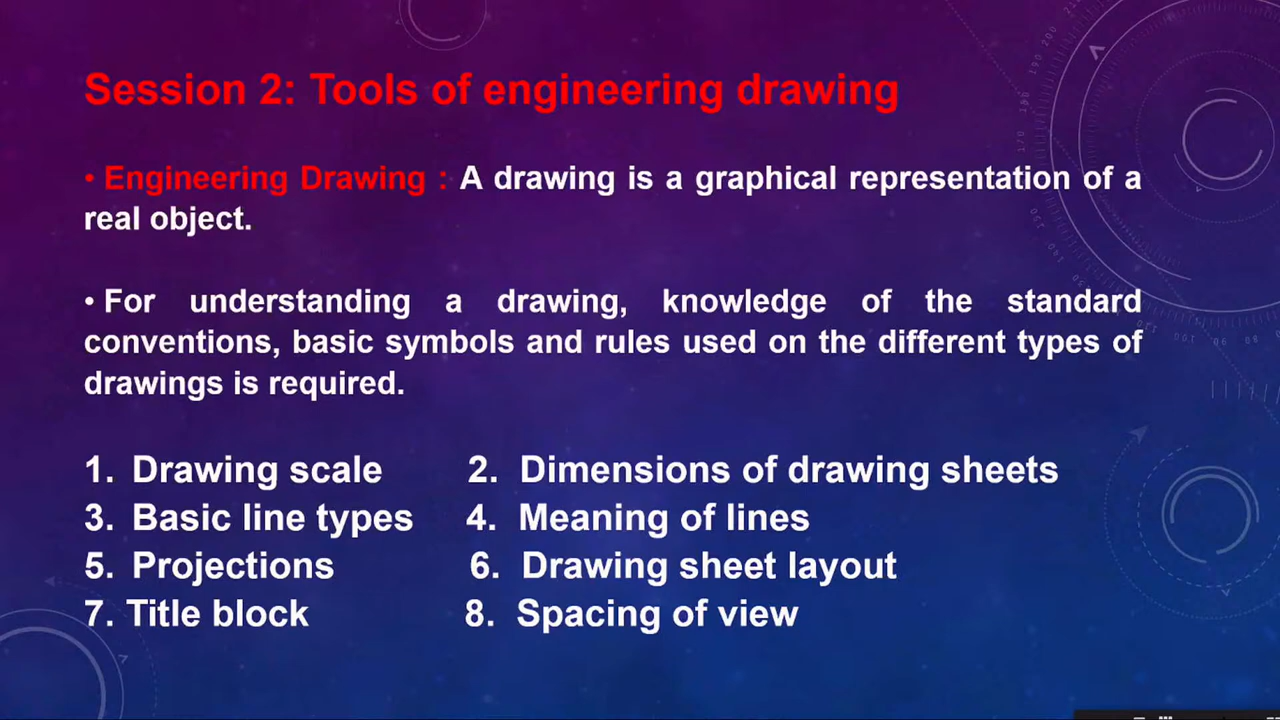 Session 2: Tools of engineering drawing
• Engineering Drawing : A drawing is a graphical representation of a
real object.
• For understanding a drawing, knowledge of the standard
conventions, basic symbols and rules used on the different types of
drawings is required.
1. Drawing scale 2. Dimensions of drawing sheets
3. Basic line types 4. Meaning of lines
5. Projections 6. Drawing sheet layout
7. Title block 8. Spacing of view